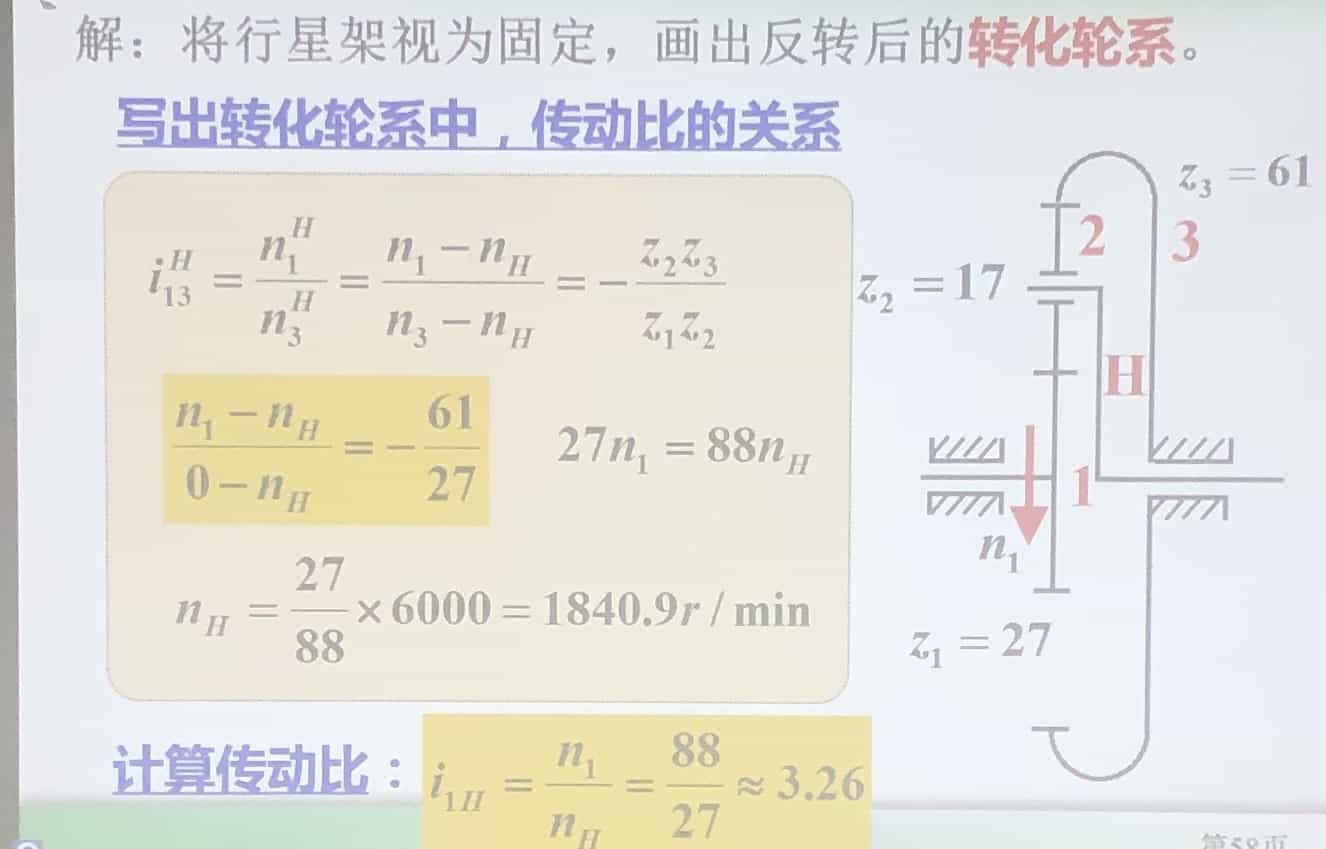 解：将行星架视为固定，画出反转后的转化轮系。
写出转化轮系中，传动比的关系
i_{13}^{H} = \frac{n_1^H}{n_3^H} = \frac{n_1 - n_H}{n_3 - n_H} = -\frac{z_2 z_3}{z_1 z_2}
\frac{n_1 - n_H}{0 - n_H} = -\frac{61}{27}
27n_1 = 88n_H
n_H = \frac{27}{88} × 6000 = 1840.9r / min
计算传动比：i_{1H} = \frac{n_1}{n_H} = \frac{88}{27} ≈ 3.26
z_3 = 61
2
3
z_2 = 17
H
1
n_1
z_1 = 27
第58页